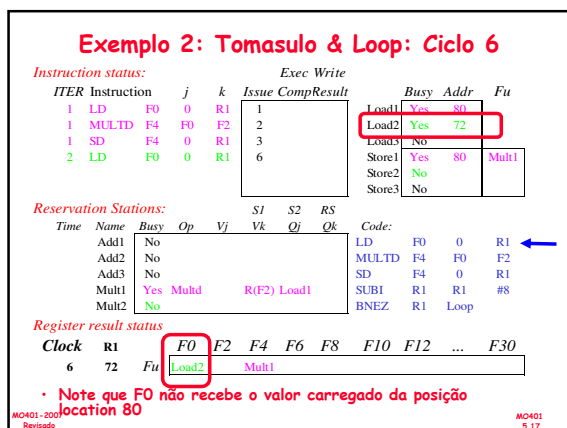 Exemplo 2: Tomasulo & Loop: Ciclo 6
Instruction status: Exec Write
ITER Instruction j k Issue CompResult Busy Addr Fu
1 LD F0 0 R1 1 Load1 Yes 80
1 MULTD F4 F0 F2 2 Load2 Yes 72
1 SD F4 0 R1 3 Load3 No
2 LD F0 0 R1 6 Store1 Yes 80 Mult1
Store2 No
Store3 No
Reservation Stations: S1 S2 RS
Time Name Busy Op Vj Vk Qj Qk Code:
Add1 No LD F0 0 R1
Add2 No MULTD F4 F0 F2
Add3 No SD F4 0 R1
Mult1 Yes Multd R(F2) Load1 SUBI R1 R1 #8
Mult2 No BNEZ R1 Loop
Register result status
Clock R1 F0 F2 F4 F6 F8 F10 F12 ... F30
6 72 Fu Load2 Mult1
• Note que F0 não recebe o valor carregado da posição
location 80
MO401-2007
Revisado
MO401
5.17